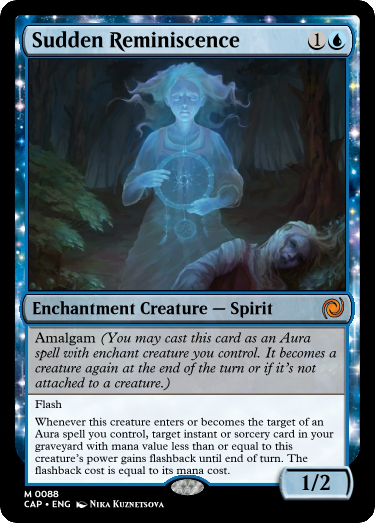 Sudden Reminiscence 1
Enchantment Creature — Spirit
Amalgam (You may cast this card as an Aura
spell with enchant creature you control. It becomes a
creature again at the end of the turn or if it's not
attached to a creature.)
Flash
Whenever this creature enters or becomes the target of an
Aura spell you control, target instant or sorcery card in your
graveyard with mana value less than or equal to this
creature's power gains flashback until end of turn. The
flashback cost is equal to its mana cost.
1/2
M 0088
CAP • ENG Nika Kuznetsova